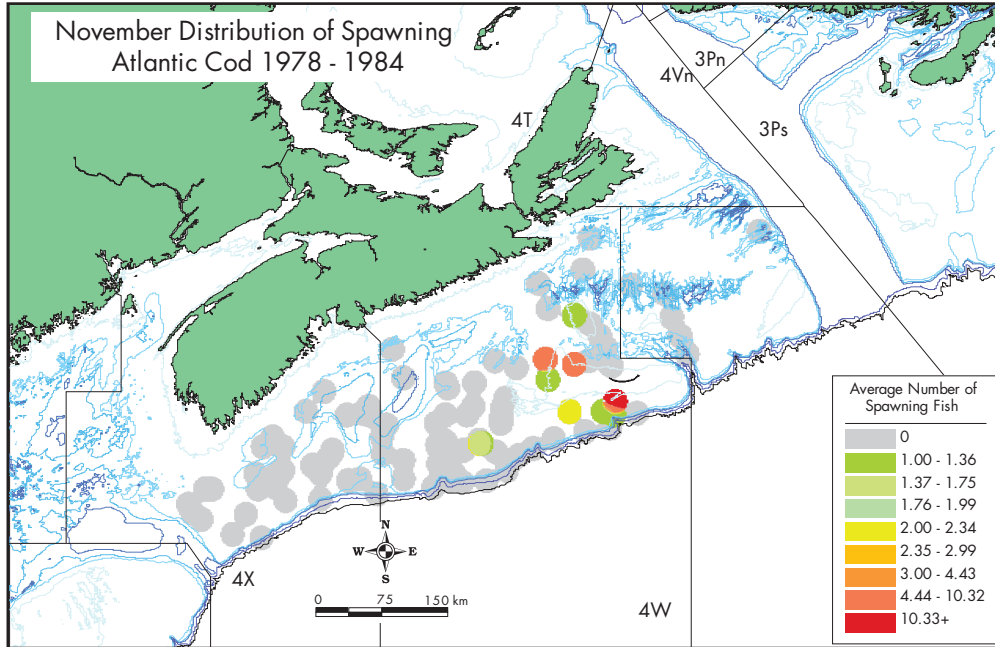 November Distribution of Spawning
Atlantic Cod 1978 - 1984
3Pn
4Vn
4T
3Ps
Average Number of
Spawning Fish
0
1.00 - 1.36
1.37 - 1.75
1.76 - 1.99
2.00 - 2.34
2.35 - 2.99
3.00 - 4.43
4.44 - 10.32
10.33+
N
W E
S
4X
0 75 150 km
4W